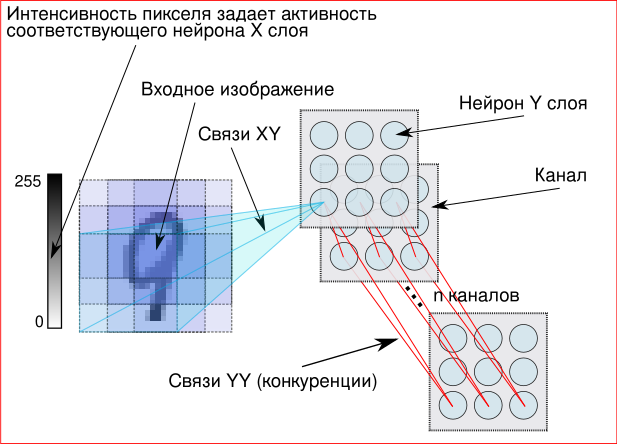 Интенсивность пикселя задает активность
соответствующего нейрона X слоя
Входное изображение
Нейрон Y слоя
Связи XY
Канал
255
0
n каналов
Связи YY (конкуренции)